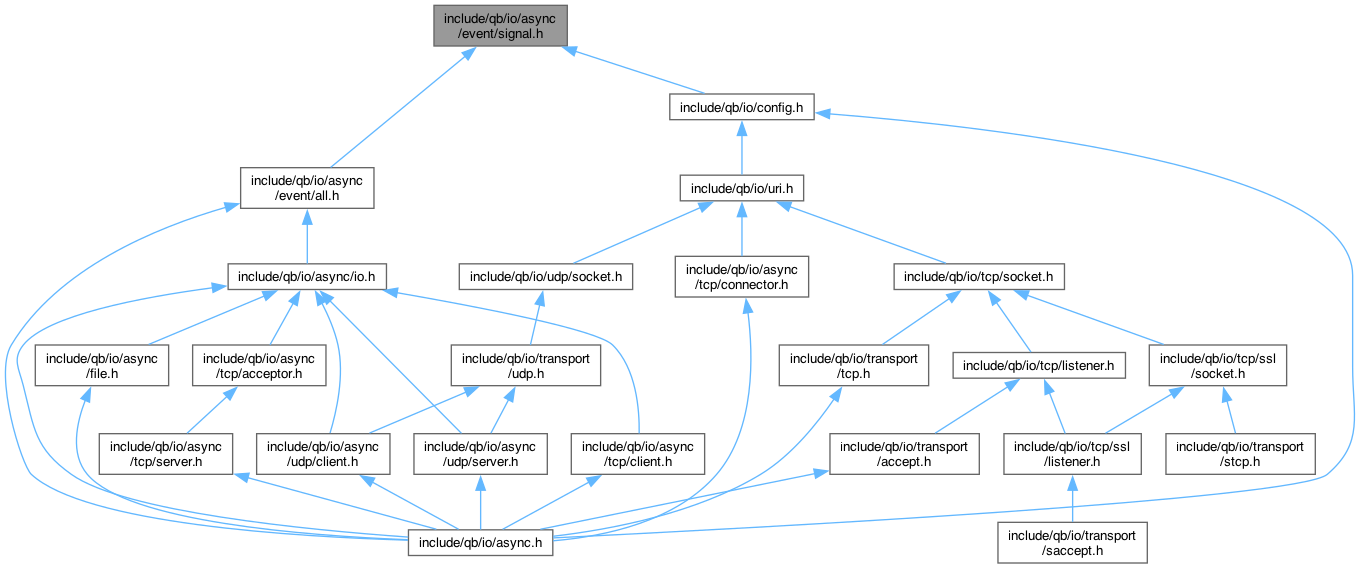 include/qb/io/async
/event/signal.h
include/qb/io/config.h
include/qb/io/async
/event/all.h
include/qb/io/uri.h
include/qb/io/async/io.h
include/qb/io/udp/socket.h
include/qb/io/async
/tcp/connector.h
include/qb/io/tcp/socket.h
include/qb/io/async
/file.h
include/qb/io/async
/tcp/acceptor.h
include/qb/io/transport
/udp.h
include/qb/io/transport
/tcp.h
include/qb/io/tcp/listener.h
include/qb/io/tcp/ssl
/socket.h
include/qb/io/async
/tcp/server.h
include/qb/io/async
/udp/client.h
include/qb/io/async
/udp/server.h
include/qb/io/async
/tcp/client.h
include/qb/io/transport
/accept.h
include/qb/io/tcp/ssl
/listener.h
include/qb/io/transport
/stcp.h
include/qb/io/async.h
include/qb/io/transport
/saccept.h